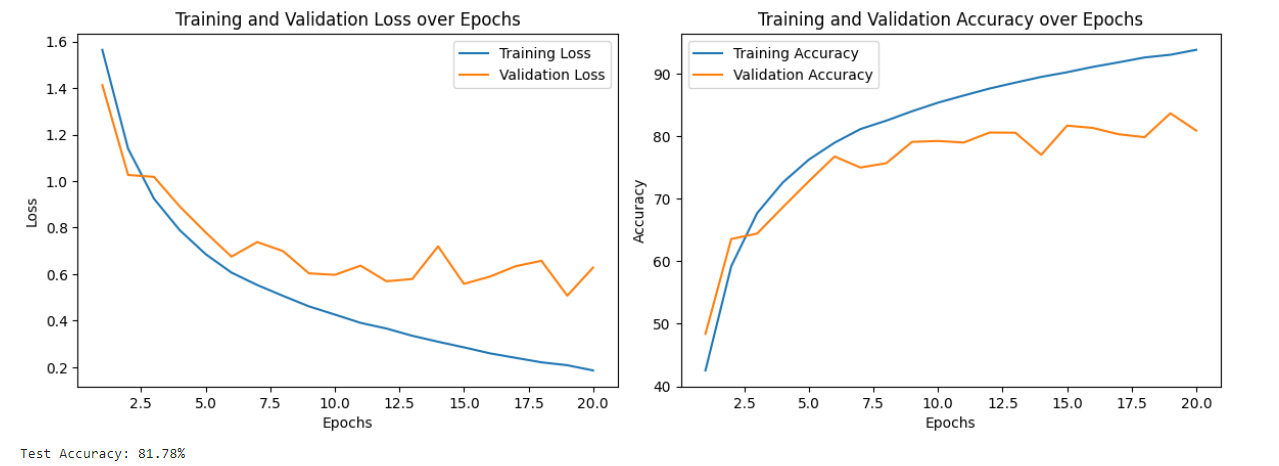 Training and Validation Loss over Epochs
Training and Validation Accuracy over Epochs
Training Loss
Validation Loss
Training Accuracy
Validation Accuracy
1.6
1.4
1.2
1.0
0.8
0.6
0.4
0.2
Loss
2.5 5.0 7.5 10.0 12.5 15.0 17.5 20.0
Epochs
90
80
70
60
50
40
Accuracy
2.5 5.0 7.5 10.0 12.5 15.0 17.5 20.0
Epochs
Test Accuracy: 81.78%